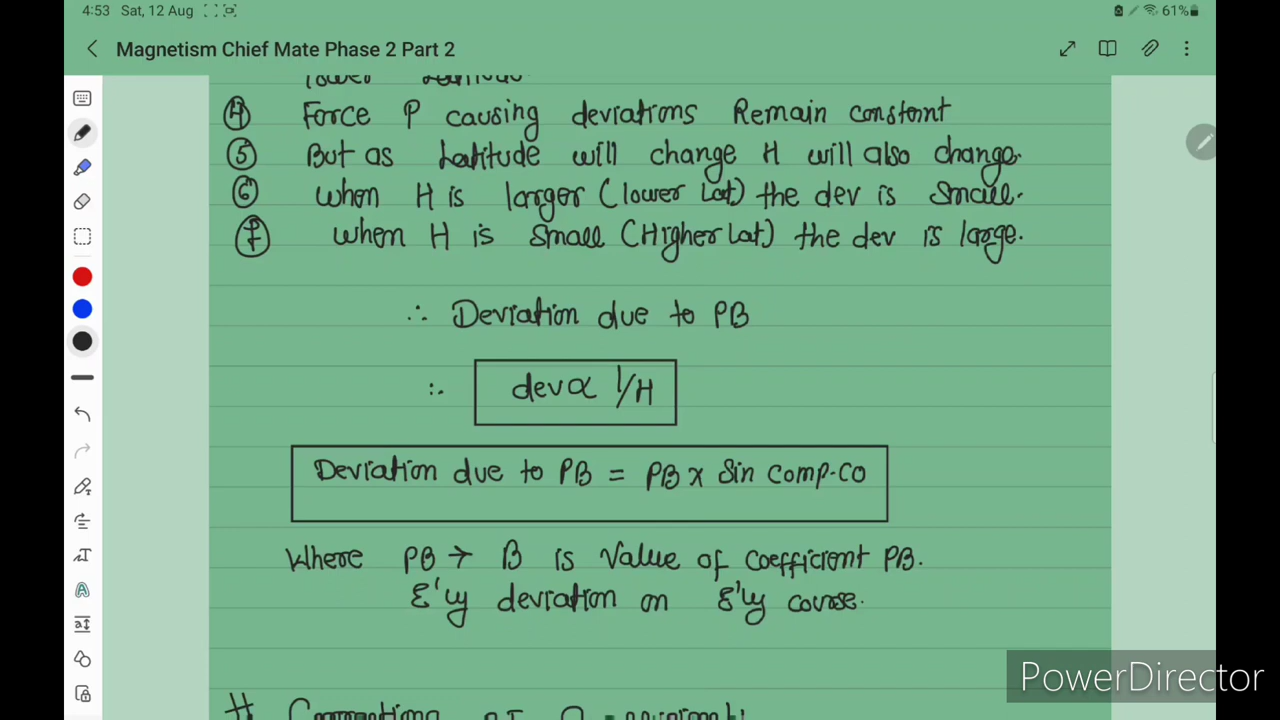 4:53 Sat, 12 Aug
61%
Magnetism Chief Mate Phase 2 Part 2
lower Latitude.
④ Force P causing deviations Remain constant
⑤ But as Latitude will change H will also change.
⑥ when H is larger (lower Lat) the dev is small.
⑦ when H is small (Higher Lat) the dev is large.
∴ Deviation due to PB
∴ dev ∝ 1/H
Deviation due to PB = PB x Sin Comp.CO
Where PB → B is Value of coefficient PB.
E'ly deviation on E'ly course.
PowerDirector
#